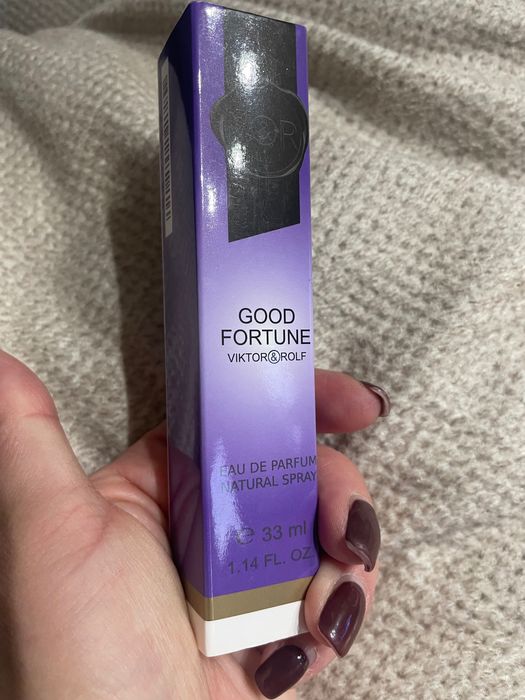 GOOD
FORTUNE
VIKTOR&ROLF
EAU DE PARFUM
NATURAL SPRAY
℮ 33 ml
1.14 FL. OZ.